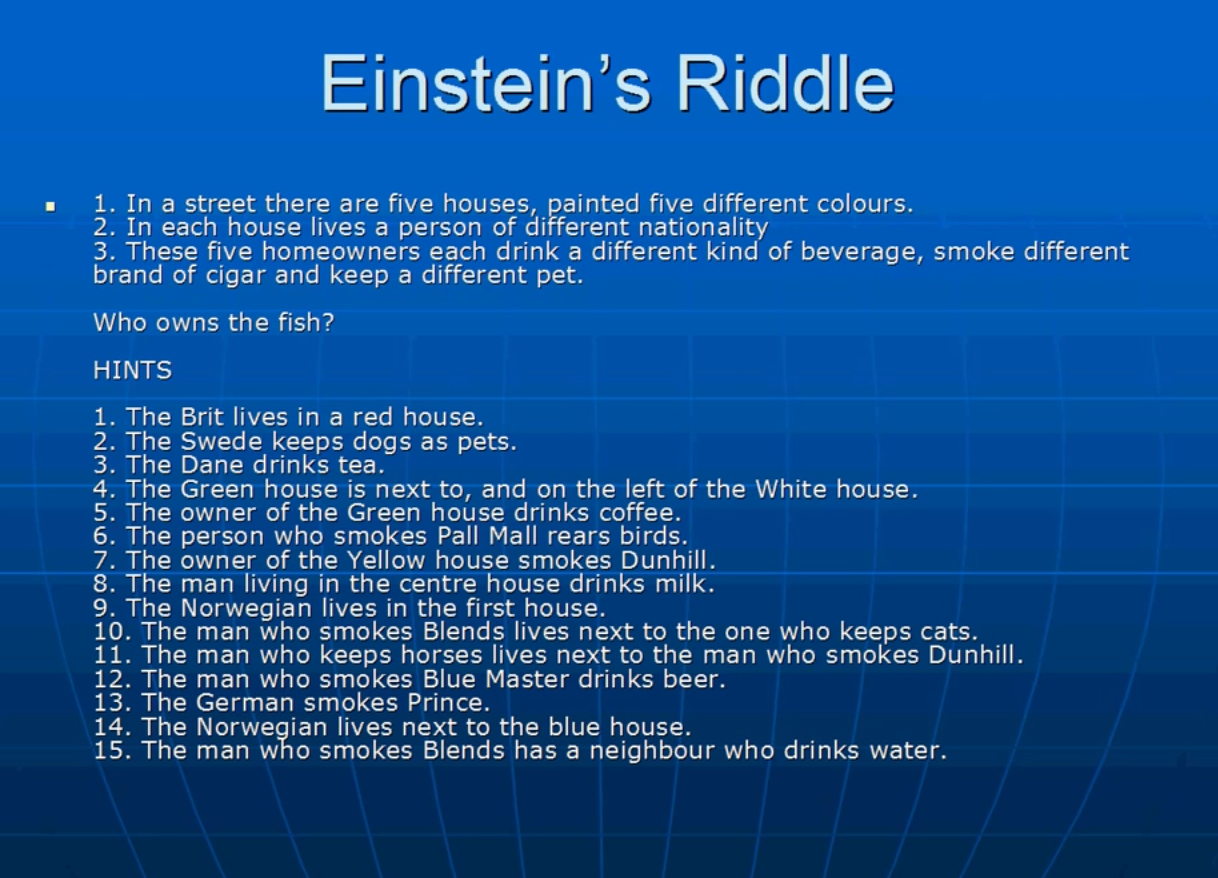 Einstein’s Riddle
1. In a street there are five houses, painted five different colours.
2. In each house lives a person of different nationality
3. These five homeowners each drink a different kind of beverage, smoke different
brand of cigar and keep a different pet.
Who owns the fish?
HINTS
1. The Brit lives in a red house.
2. The Swede keeps dogs as pets.
3. The Dane drinks tea.
4. The Green house is next to, and on the left of the White house.
5. The owner of the Green house drinks coffee.
6. The person who smokes Pall Mall rears birds.
7. The owner of the Yellow house smokes Dunhill.
8. The man living in the centre house drinks milk.
9. The Norwegian lives in the first house.
10. The man who smokes Blends lives next to the one who keeps cats.
11. The man who keeps horses lives next to the man who smokes Dunhill.
12. The man who smokes Blue Master drinks beer.
13. The German smokes Prince.
14. The Norwegian lives next to the blue house.
15. The man who smokes Blends has a neighbour who drinks water.